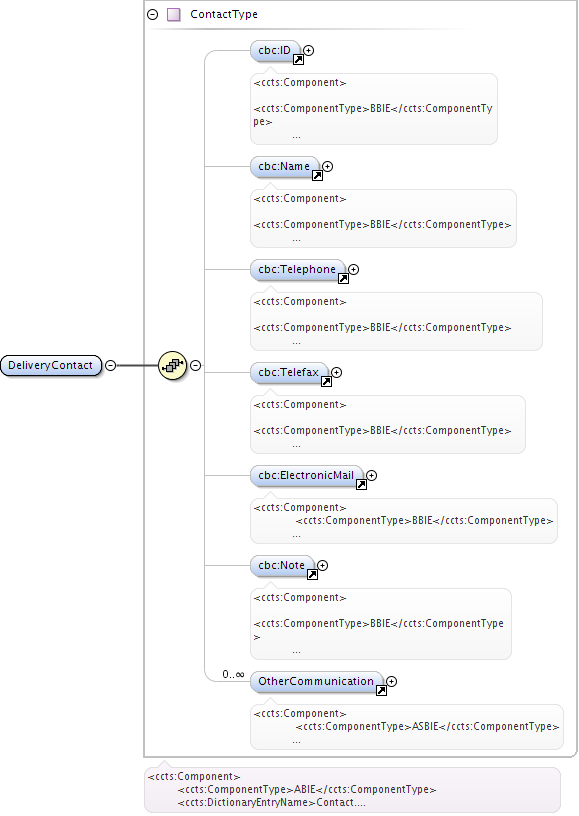 ContactType
cbc:ID
<ccts:Component>
<ccts:ComponentType>BBIE</ccts:ComponentTy
pe>
...
cbc:Name
<ccts:Component>
<ccts:ComponentType>BBIE</ccts:ComponentType>
...
cbc:Telephone
<ccts:Component>
<ccts:ComponentType>BBIE</ccts:ComponentType>
...
DeliveryContact
cbc:Telefax
<ccts:Component>
<ccts:ComponentType>BBIE</ccts:ComponentType>
...
cbc:ElectronicMail
<ccts:Component>
<ccts:ComponentType>BBIE</ccts:ComponentType>
...
cbc:Note
<ccts:Component>
<ccts:ComponentType>BBIE</ccts:ComponentType
>
...
0..∞
OtherCommunication
<ccts:Component>
<ccts:ComponentType>ASBIE</ccts:ComponentType>
...
<ccts:Component>
<ccts:ComponentType>ABIE</ccts:ComponentType>
<ccts:DictionaryEntryName>Contact....